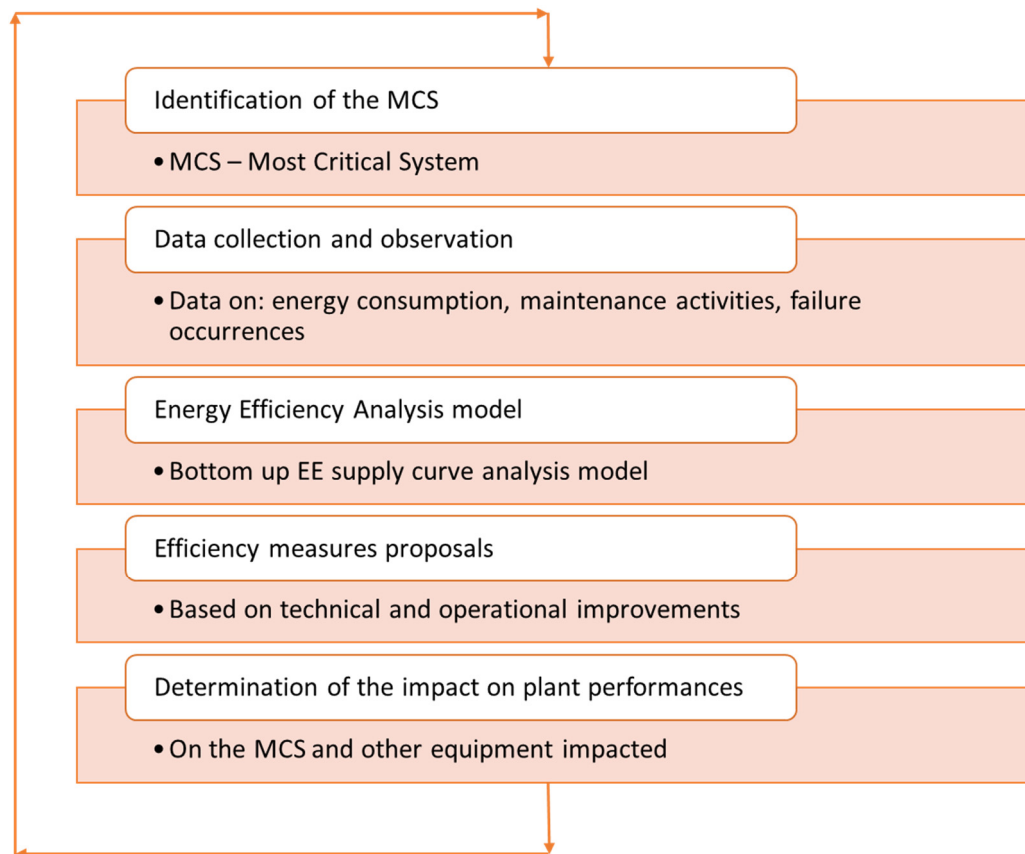 Identification of the MCS
• MCS – Most Critical System
Data collection and observation
• Data on: energy consumption, maintenance activities, failure
occurrences
Energy Efficiency Analysis model
• Bottom up EE supply curve analysis model
Efficiency measures proposals
• Based on technical and operational improvements
Determination of the impact on plant performances
• On the MCS and other equipment impacted